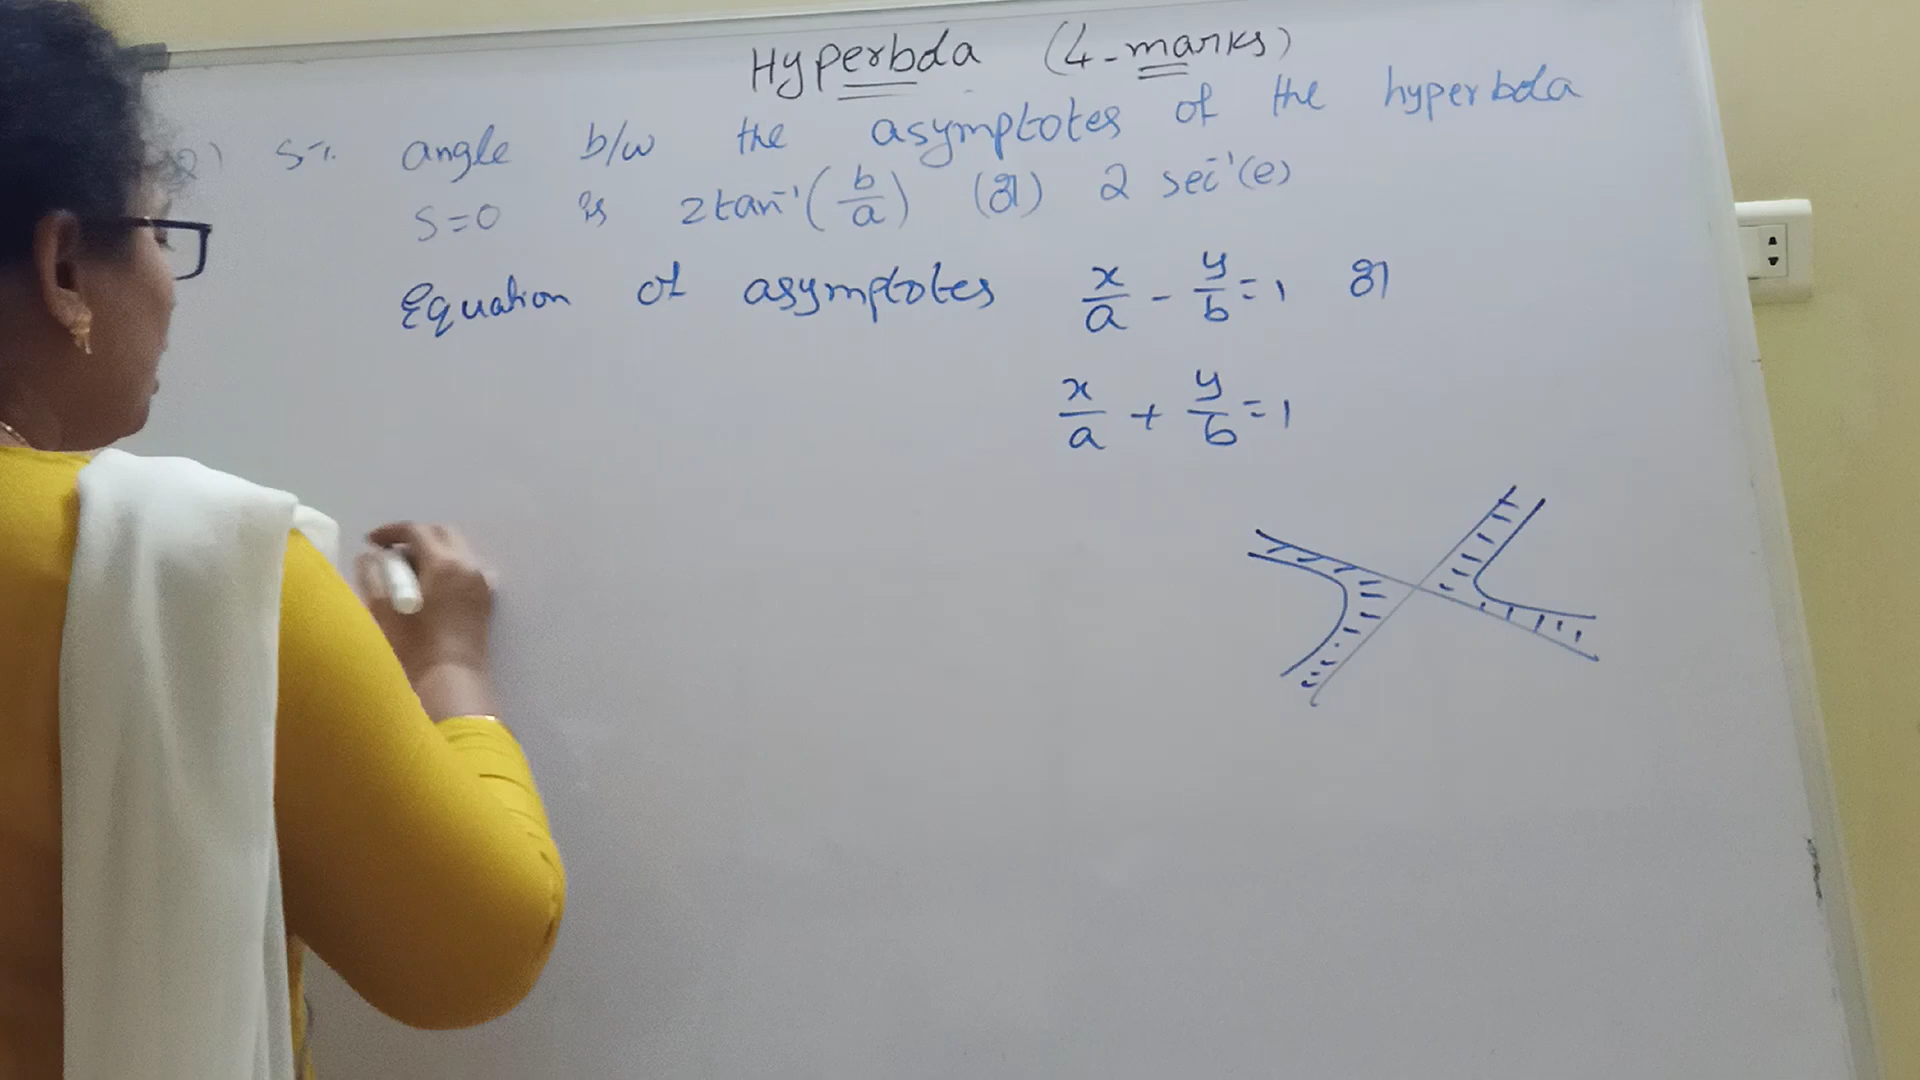 Hyperbola (4-marks)
Q) S.T. angle b/w the asymptotes of the hyperbola
S=0 is 2tan⁻¹(b/a) (or) 2 sec⁻¹(e)
Equation of asymptotes x/a - y/b = 1 or
x/a + y/b = 1